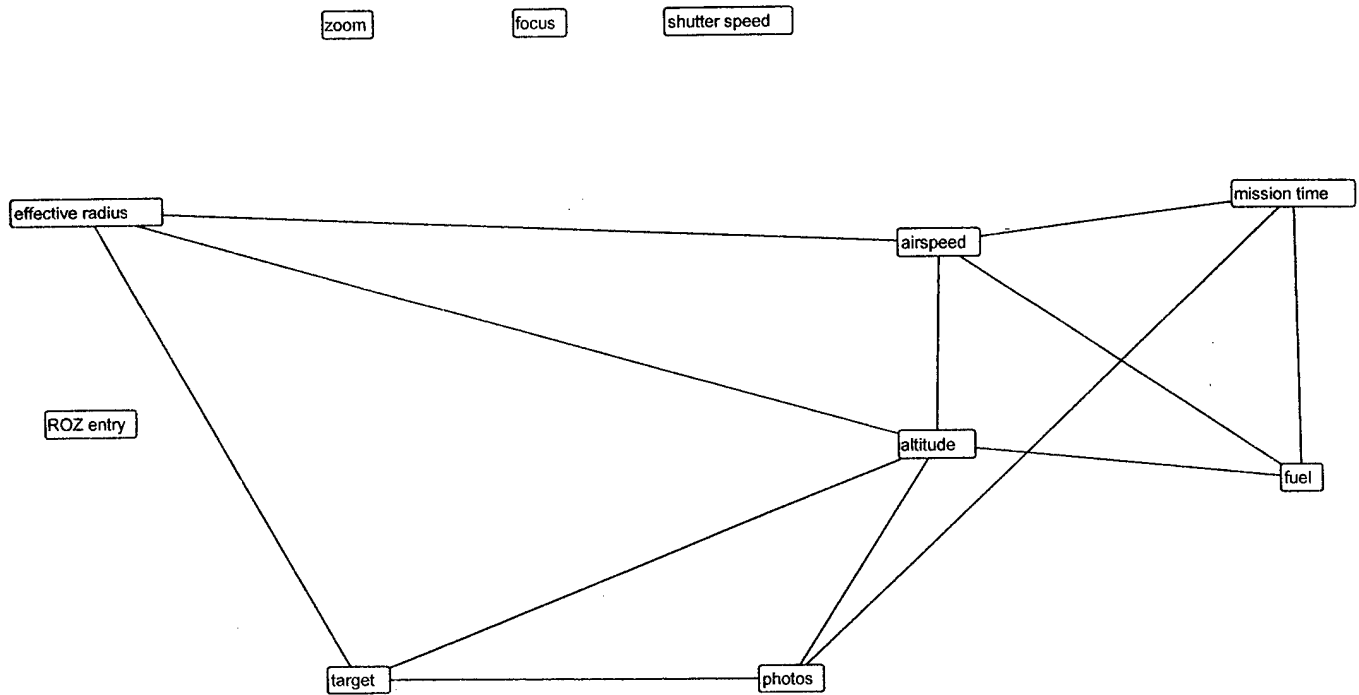 zoom
focus
shutter speed
mission time
effective radius
airspeed
ROZ entry
altitude
fuel
target
photos